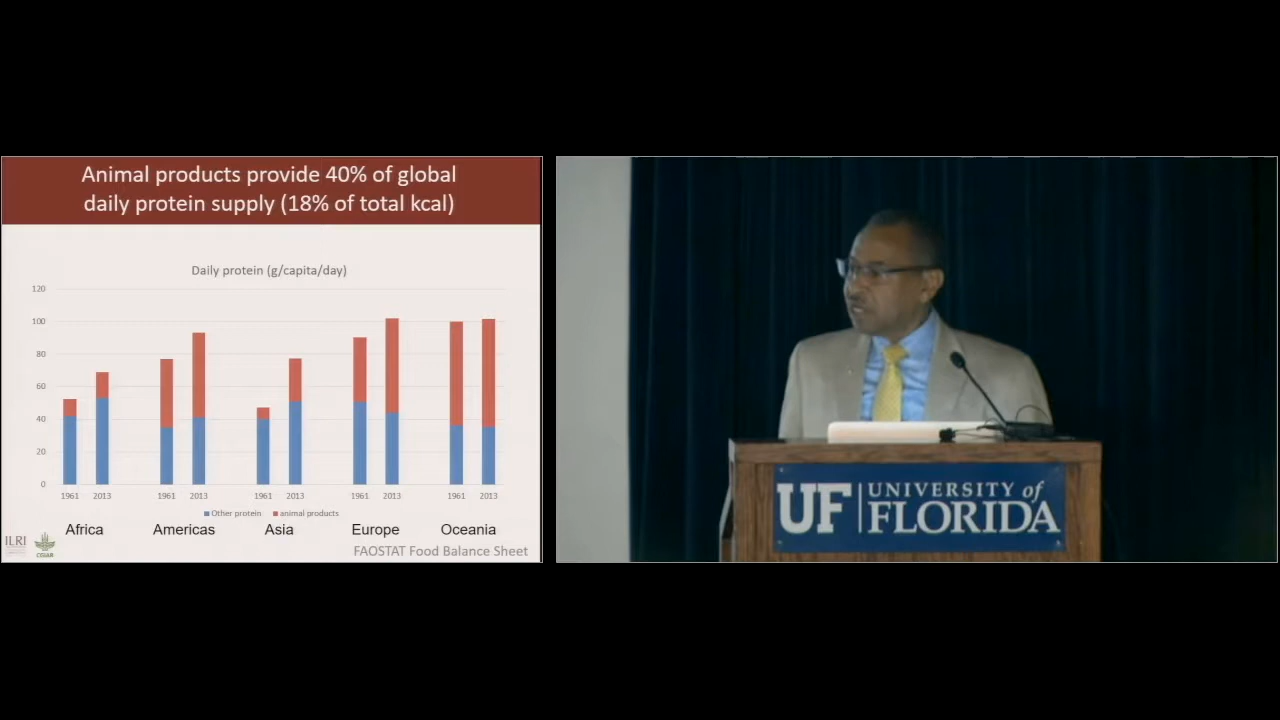 Animal products provide 40% of global
daily protein supply (18% of total kcal)
Daily protein (g/capita/day)
120
100
80
60
40
20
0
1961 2013 1961 2013 1961 2013 1961 2013 1961 2013
Other protein animal products
Africa Americas Asia Europe Oceania
ILRI
CGIAR
FAOSTAT Food Balance Sheet
UF UNIVERSITY of
FLORIDA